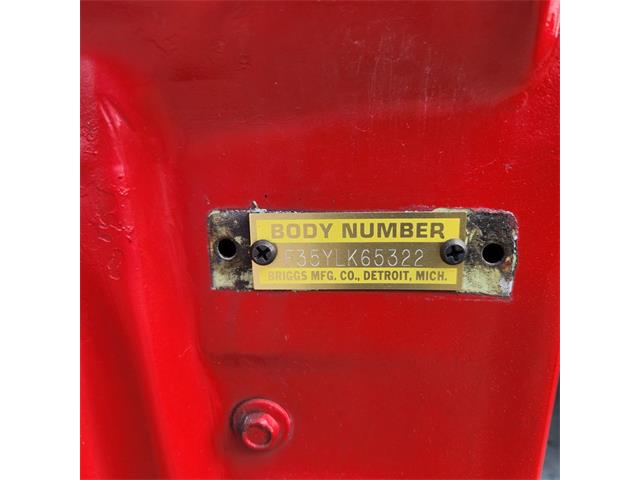 BODY NUMBER
F35YLK65322
BRIGGS MFG. CO., DETROIT, MICH.